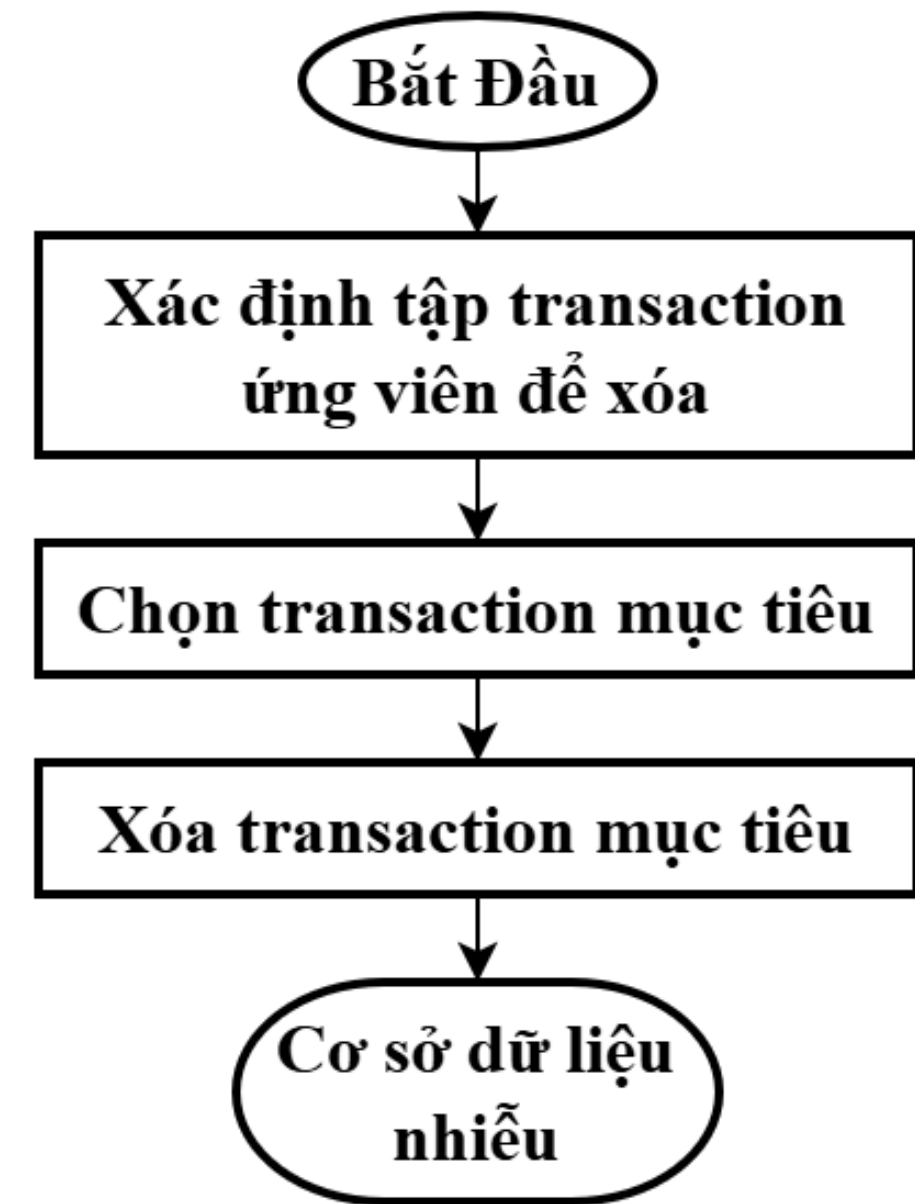 Bắt Đầu
Xác định tập transaction
ứng viên để xóa
Chọn transaction mục tiêu
Xóa transaction mục tiêu
Cơ sở dữ liệu
nhiễu